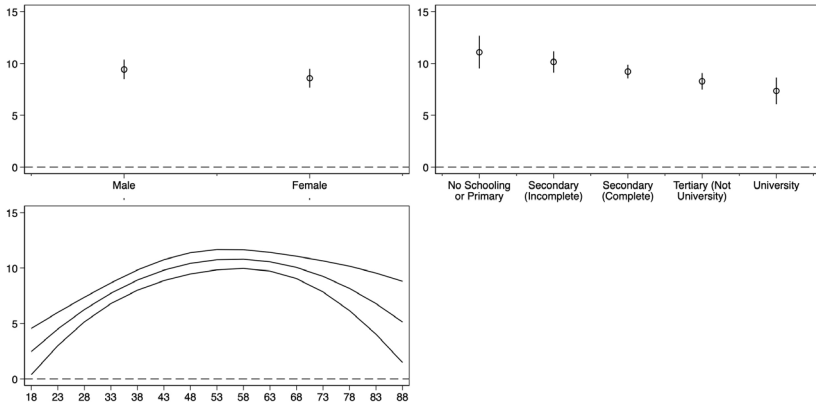 15
10
5
0
Male Female
15
10
5
0
No Schooling
or Primary
Secondary
(Incomplete)
Secondary
(Complete)
Tertiary (Not
University)
University
15
10
5
0
18 23 28 33 38 43 48 53 58 63 68 73 78 83 88